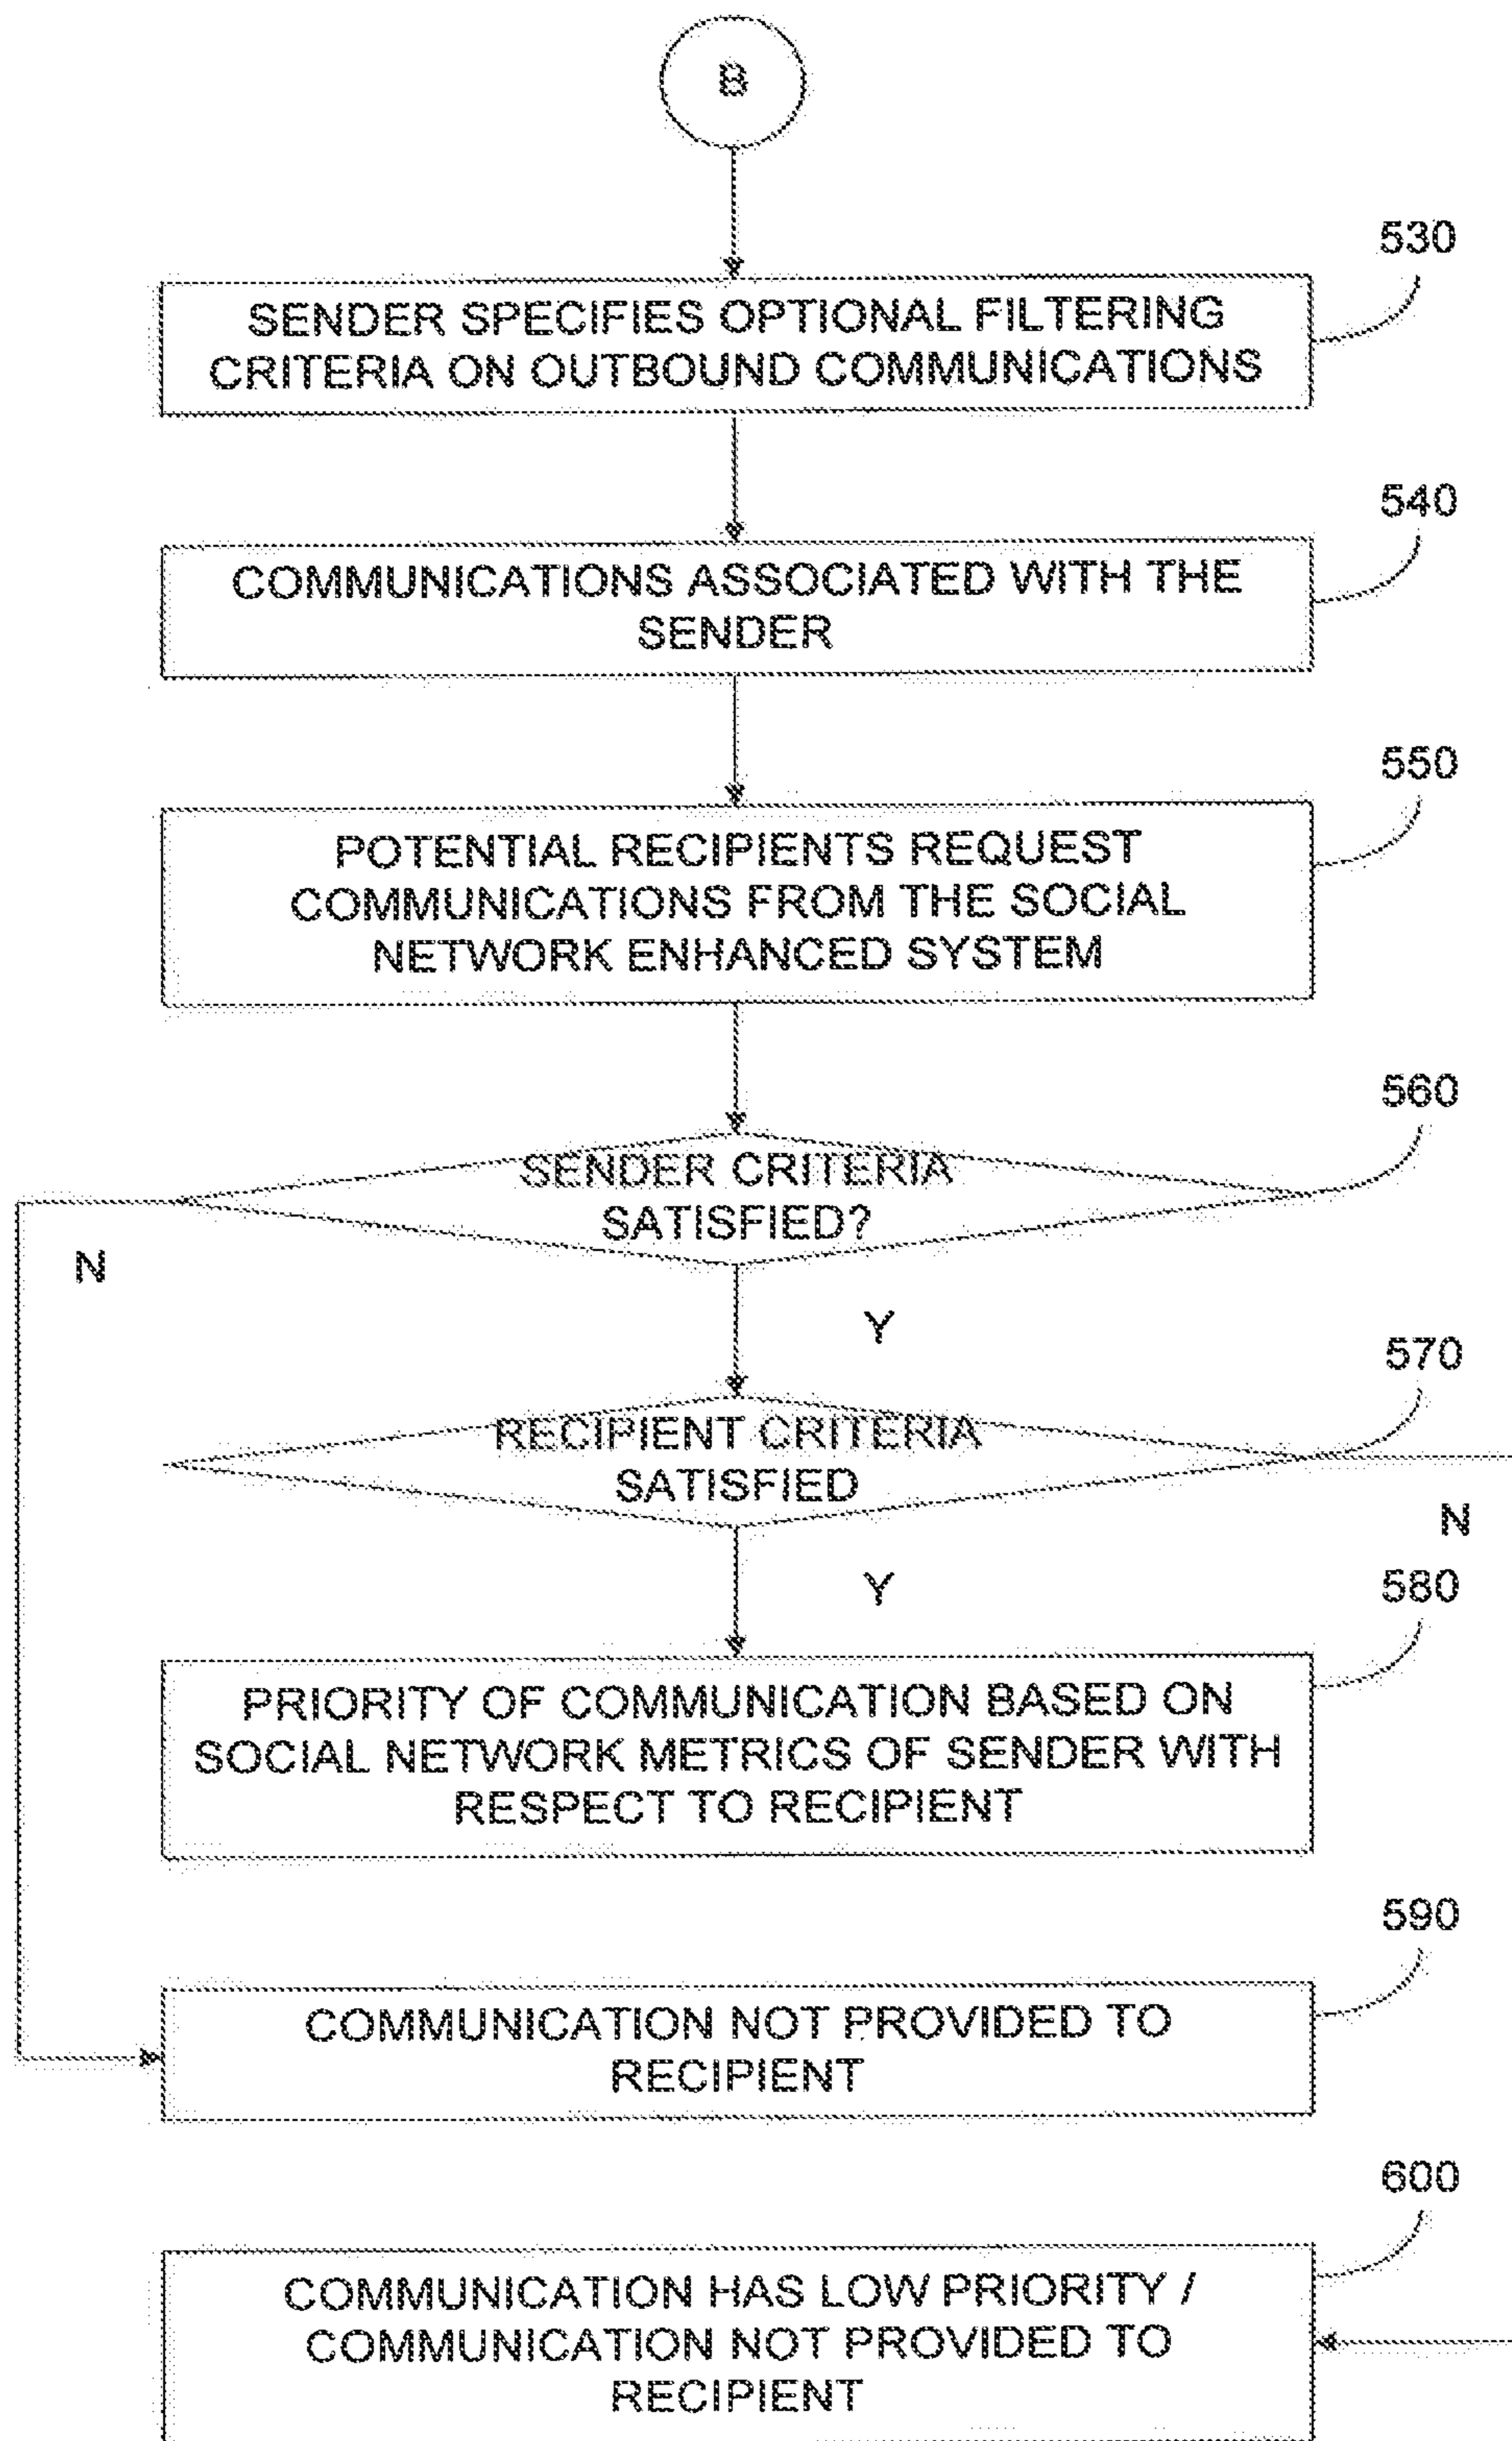 B
530
SENDER SPECIFIES OPTIONAL FILTERING
CRITERIA ON OUTBOUND COMMUNICATIONS
540
COMMUNICATIONS ASSOCIATED WITH THE
SENDER
550
POTENTIAL RECIPIENTS REQUEST
COMMUNICATIONS FROM THE SOCIAL
NETWORK ENHANCED SYSTEM
560
SENDER CRITERIA
SATISFIED?
N
Y
570
RECIPIENT CRITERIA
SATISFIED
N
Y
580
PRIORITY OF COMMUNICATION BASED ON
SOCIAL NETWORK METRICS OF SENDER WITH
RESPECT TO RECIPIENT
590
COMMUNICATION NOT PROVIDED TO
RECIPIENT
600
COMMUNICATION HAS LOW PRIORITY /
COMMUNICATION NOT PROVIDED TO
RECIPIENT